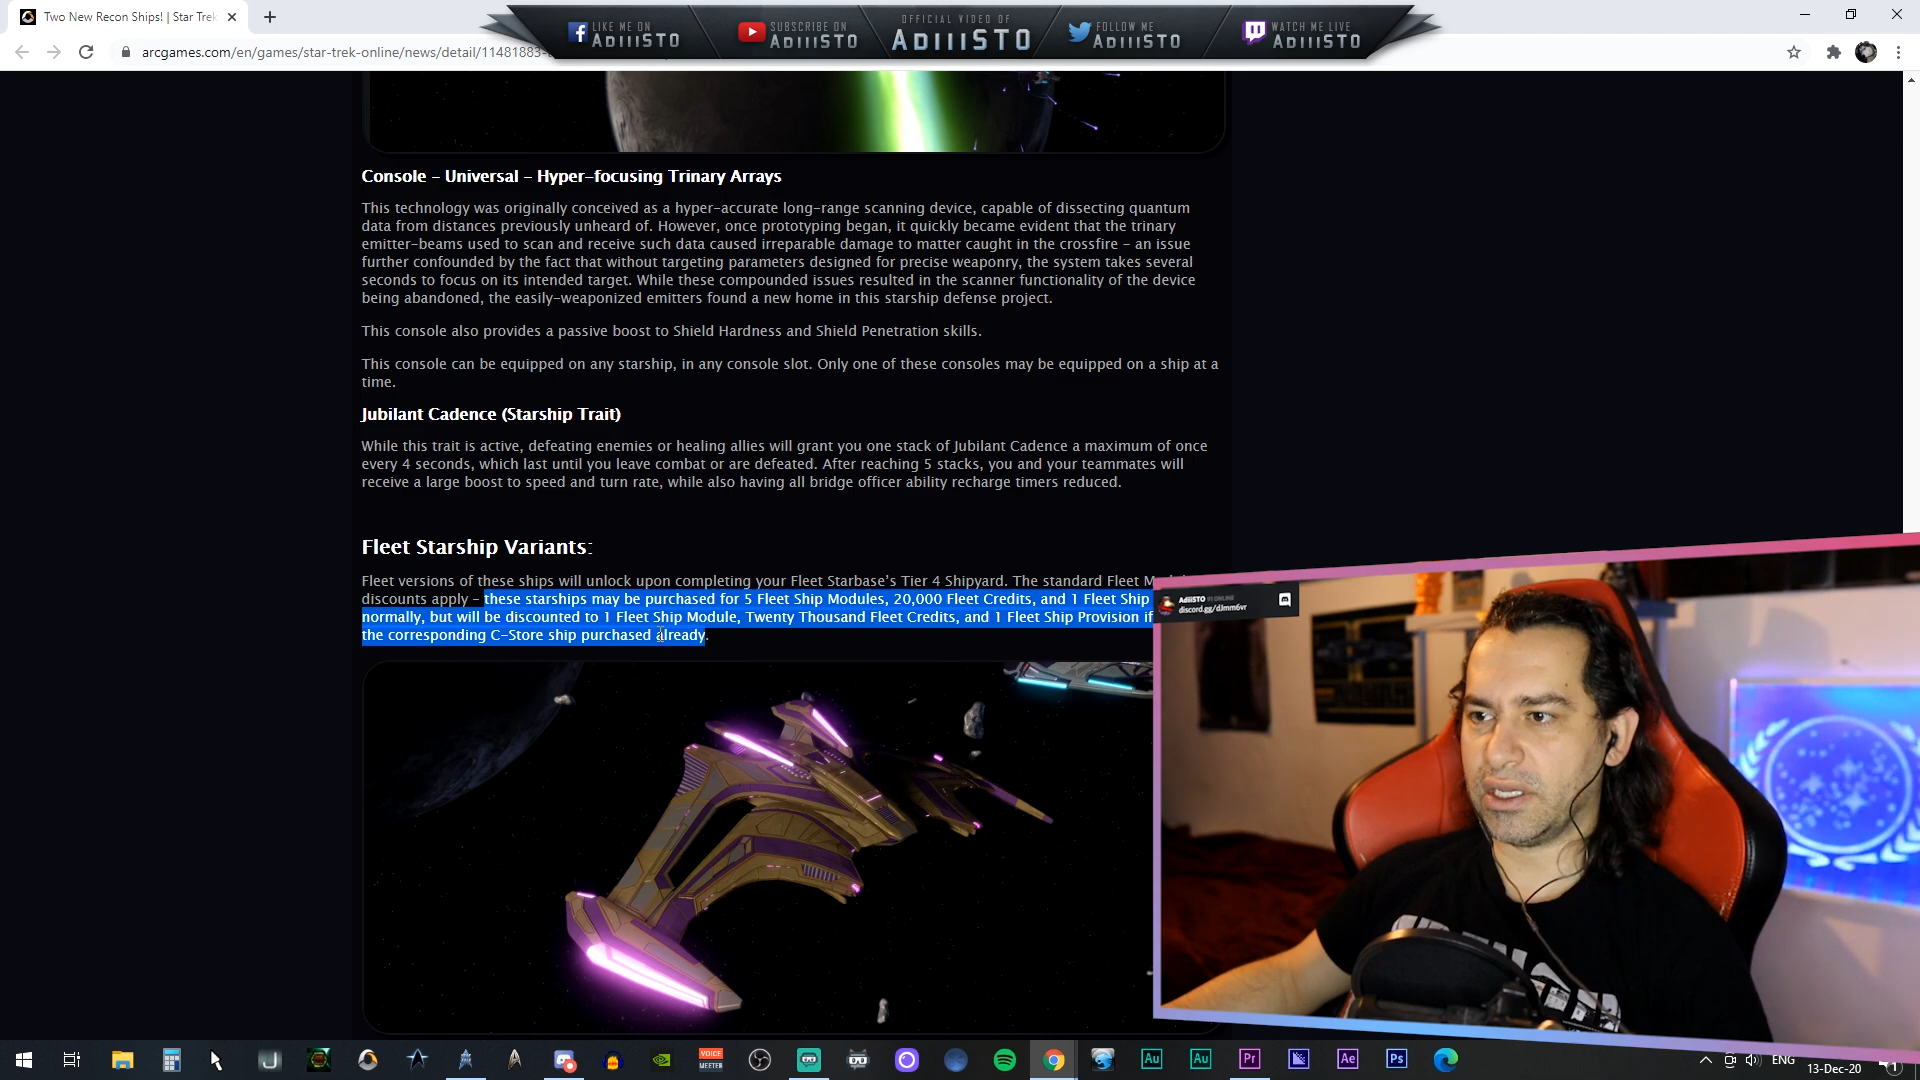 Two New Recon Ships! | Star Trek
LIKE ME ON
ADIIISTO
SUBSCRIBE ON
ADIIISTO
OFFICIAL VIDEO OF
ADIIISTO
FOLLOW ME
ADIIISTO
WATCH ME LIVE
ADIIISTO
arcgames.com/en/games/star-trek-online/news/detail/11481883-
Console – Universal – Hyper-focusing Trinary Arrays
This technology was originally conceived as a hyper-accurate long-range scanning device, capable of dissecting quantum
data from distances previously unheard of. However, once prototyping began, it quickly became evident that the trinary
emitter-beams used to scan and receive such data caused irreparable damage to matter caught in the crossfire – an issue
further confounded by the fact that without targeting parameters designed for precise weaponry, the system takes several
seconds to focus on its intended target. While these compounded issues resulted in the scanner functionality of the device
being abandoned, the easily-weaponized emitters found a new home in this starship defense project.
This console also provides a passive boost to Shield Hardness and Shield Penetration skills.
This console can be equipped on any starship, in any console slot. Only one of these consoles may be equipped on a ship at a
time.
Jubilant Cadence (Starship Trait)
While this trait is active, defeating enemies or healing allies will grant you one stack of Jubilant Cadence a maximum of once
every 4 seconds, which last until you leave combat or are defeated. After reaching 5 stacks, you and your teammates will
receive a large boost to speed and turn rate, while also having all bridge officer ability recharge timers reduced.
Fleet Starship Variants:
Fleet versions of these ships will unlock upon completing your Fleet Starbase's Tier 4 Shipyard. The standard Fleet
discounts apply – these starships may be purchased for 5 Fleet Ship Modules, 20,000 Fleet Credits, and 1 Fleet Ship
normally, but will be discounted to 1 Fleet Ship Module, Twenty Thousand Fleet Credits, and 1 Fleet Ship Provision if
the corresponding C-Store ship purchased already.
AdiiSTO
discord.gg/dJmm6vr
VOICE
MEETER
Au
Au
Pr
Ae
Ps
ENG
13-Dec-20
1